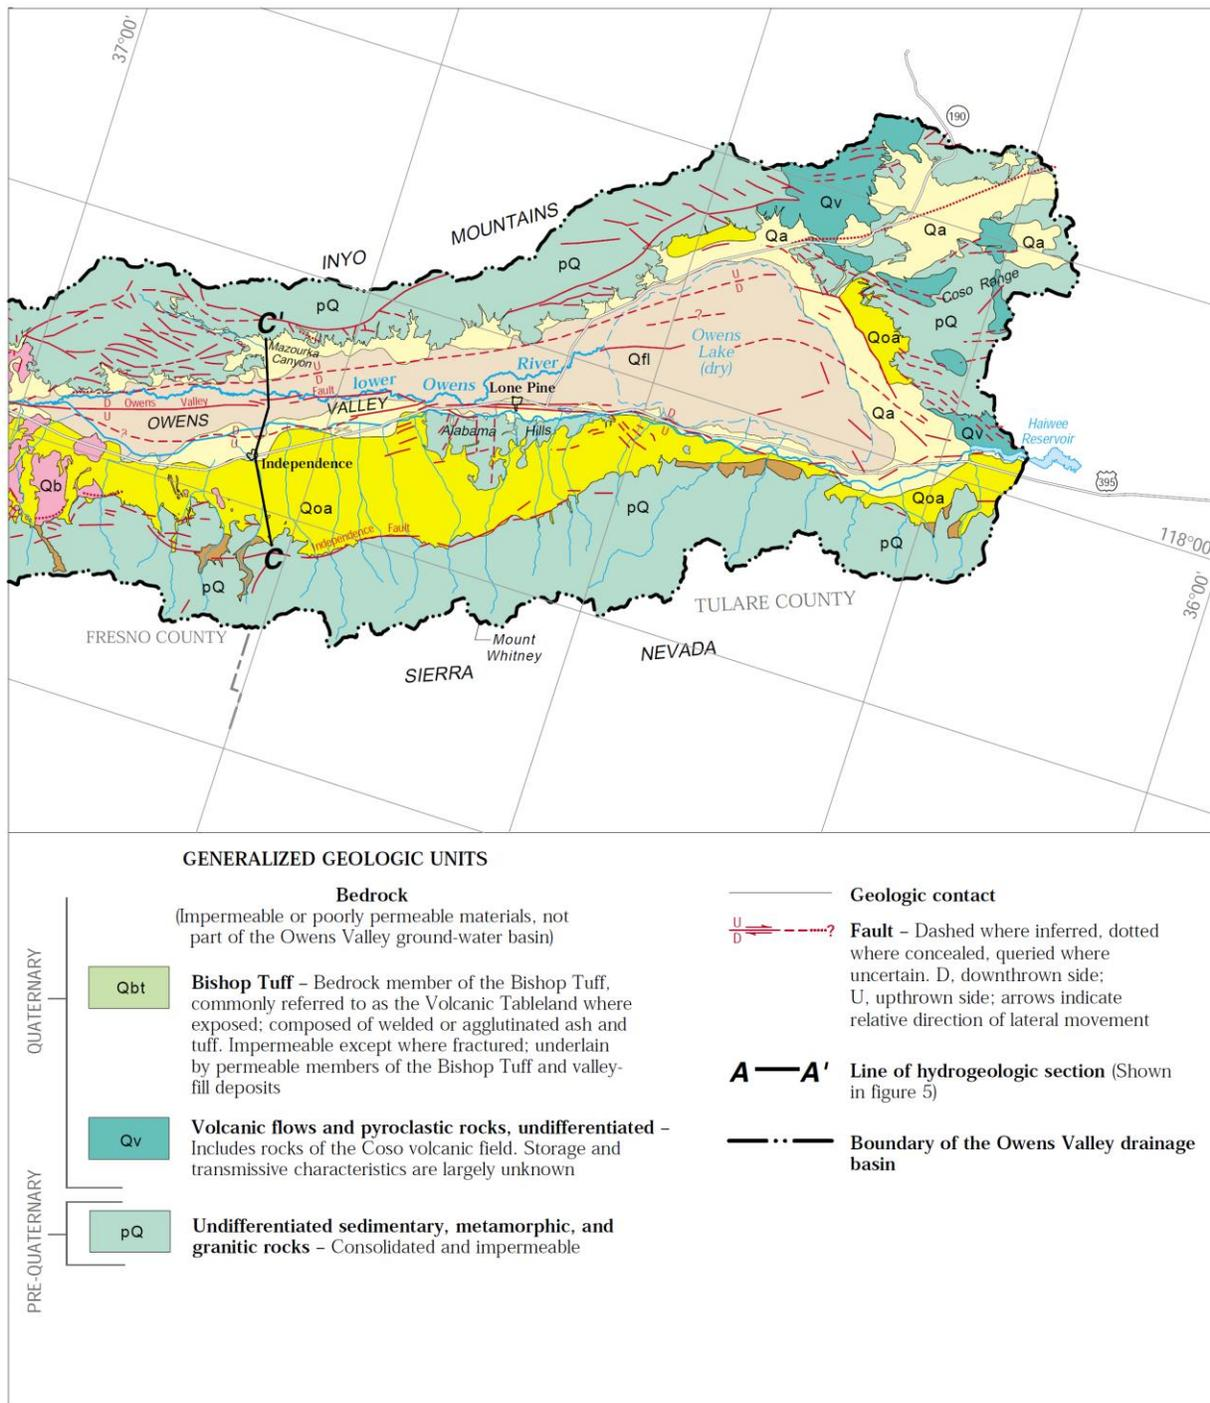 37°00'
190
MOUNTAINS
INYO
Qv
Qa
Qa
Qa
pQ
pQ
Coso Range
pQ
C'
Mazourka
Canyon
U
D
?
Owens
Lake
(dry)
Qoa
Qfl
River
lower
Owens
Lone Pine
U
D
Fault
D
Owens Valley
U
VALLEY
OWENS
?
D
U
Alabama
Hills
D
U
Qa
Qv
Haiwee
Reservoir
Independence
395
Qb
Qoa
Qoa
pQ
Independence Fault
C
pQ
pQ
118°00
36°00'
TULARE COUNTY
FRESNO COUNTY
Mount
Whitney
SIERRA
NEVADA
GENERALIZED GEOLOGIC UNITS
Bedrock
(Impermeable or poorly permeable materials, not
part of the Owens Valley ground-water basin)
QUATERNARY
Qbt
Bishop Tuff – Bedrock member of the Bishop Tuff,
commonly referred to as the Volcanic Tableland where
exposed; composed of welded or agglutinated ash and
tuff. Impermeable except where fractured; underlain
by permeable members of the Bishop Tuff and valley-
fill deposits
Qv
Volcanic flows and pyroclastic rocks, undifferentiated –
Includes rocks of the Coso volcanic field. Storage and
transmissive characteristics are largely unknown
PRE-QUATERNARY
pQ
Undifferentiated sedimentary, metamorphic, and
granitic rocks – Consolidated and impermeable
Geologic contact
U
D
?
Fault – Dashed where inferred, dotted
where concealed, queried where
uncertain. D, downthrown side;
U, upthrown side; arrows indicate
relative direction of lateral movement
A A' Line of hydrogeologic section (Shown
in figure 5)
Boundary of the Owens Valley drainage
basin